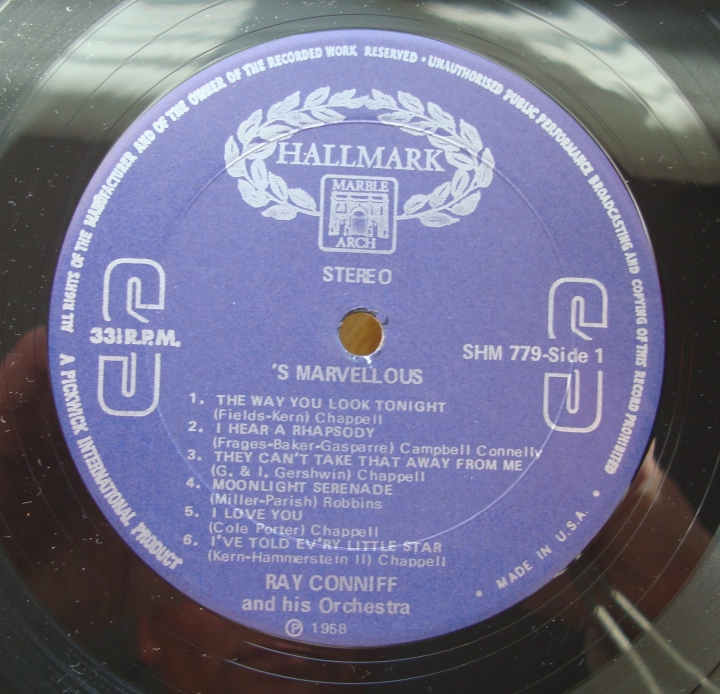 ALL RIGHTS OF THE MANUFACTURER AND OF THE OWNER OF THE RECORDED WORK RESERVED • UNAUTHORISED PUBLIC PERFORMANCE BROADCASTING AND COPYING OF THIS RECORD PROHIBITED
HALLMARK
MARBLE
ARCH
STEREO
33⅓ R.P.M.
SHM 779-Side 1
'S MARVELLOUS
1. THE WAY YOU LOOK TONIGHT
(Fields-Kern) Chappell
2. I HEAR A RHAPSODY
(Frages-Baker-Gasparre) Campbell Connelly
3. THEY CAN'T TAKE THAT AWAY FROM ME
(G. & I. Gershwin) Chappell
4. MOONLIGHT SERENADE
(Miller-Parish) Robbins
5. I LOVE YOU
(Cole Porter) Chappell
6. I'VE TOLD EV'RY LITTLE STAR
(Kern-Hammerstein II) Chappell
RAY CONNIFF
and his Orchestra
Ⓟ 1958
A PICKWICK INTERNATIONAL PRODUCT
• MADE IN U.S.A. •